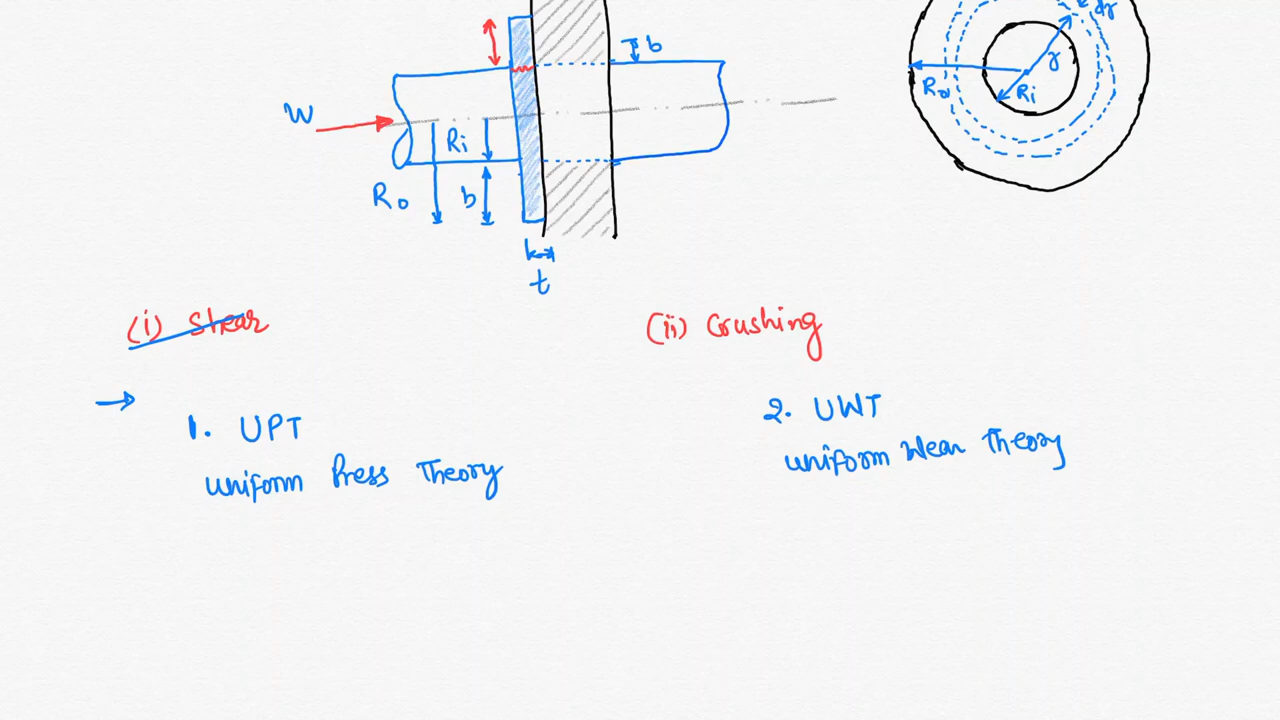 b
dr
r
W
Ri
Ro
Ri
Ro
b
t
(i) Shear
(ii) Crushing
1. UPT
2. UWT
uniform Press Theory
uniform Wear Theory